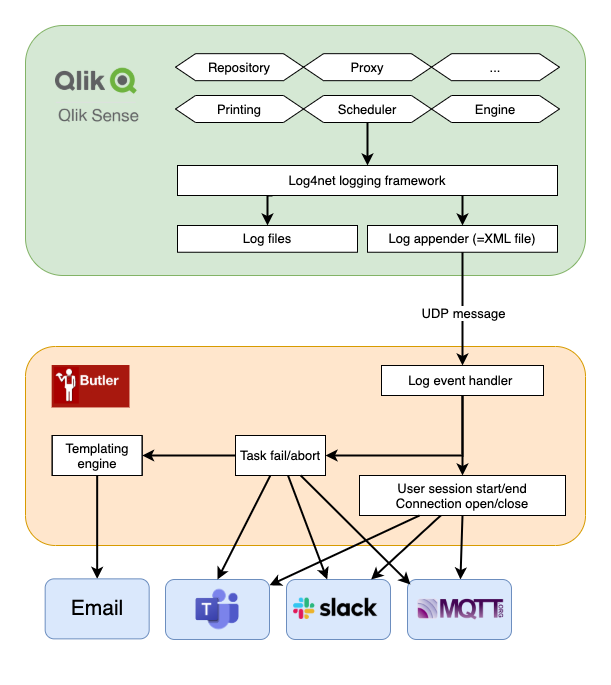 Qlik
Qlik Sense
Repository
Proxy
...
Printing
Scheduler
Engine
Log4net logging framework
Log files
Log appender (=XML file)
UDP message
Butler
Log event handler
Templating
engine
Task fail/abort
User session start/end
Connection open/close
Email
T
slack
MQTT
.ORG